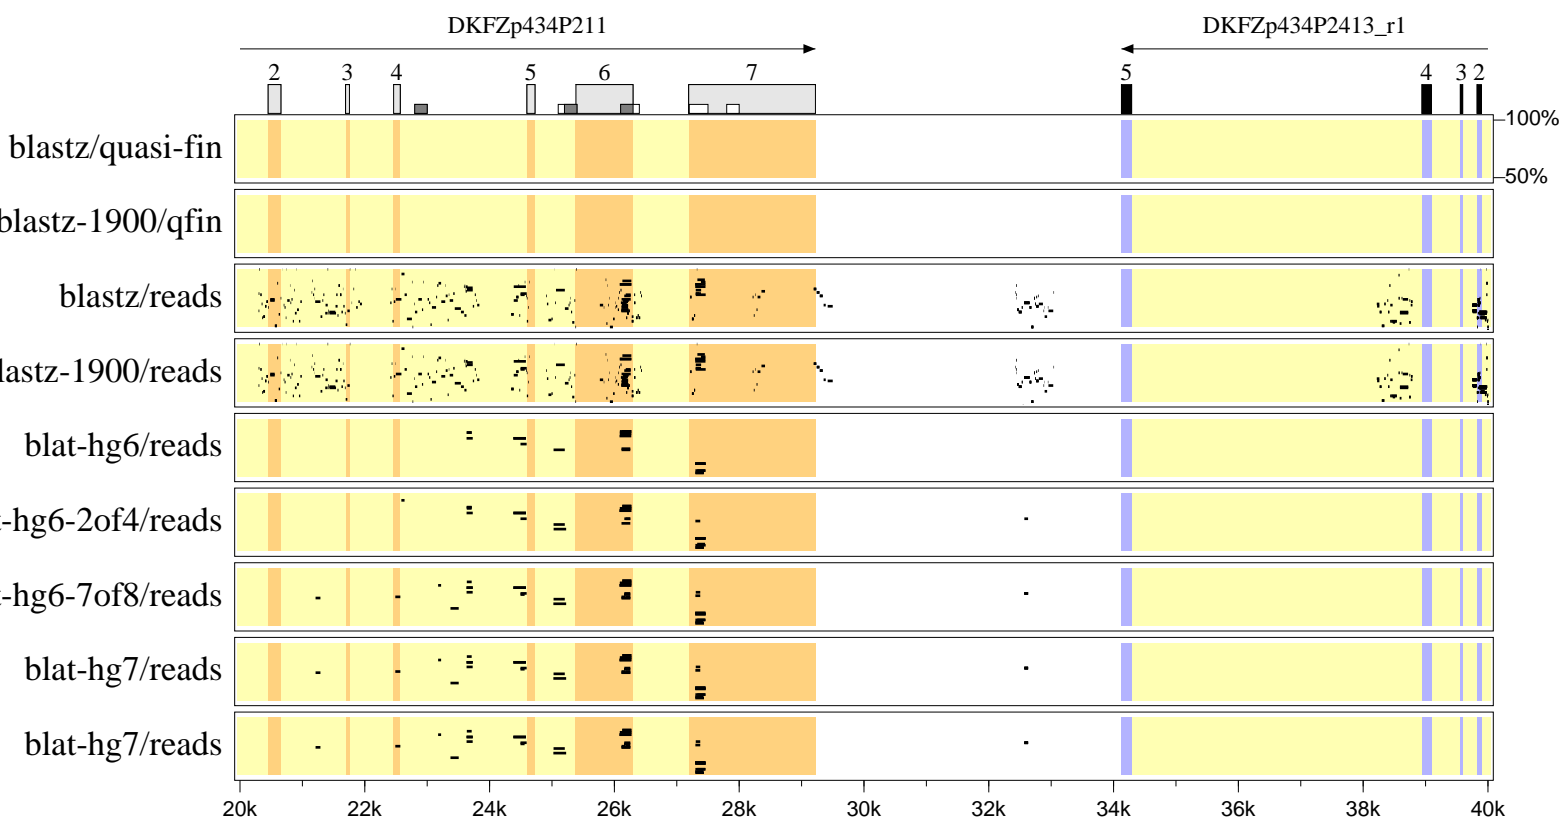 DKFZp434P211 DKFZp434P2413_r1
2 3 4 5 6 7 5 4 3 2
100%
blastz/quasi-fin
50%
blastz-1900/qfin
blastz/reads
lastz-1900/reads
blat-hg6/reads
t-hg6-2of4/reads
t-hg6-7of8/reads
blat-hg7/reads
blat-hg7/reads
20k 22k 24k 26k 28k 30k 32k 34k 36k 38k 40k